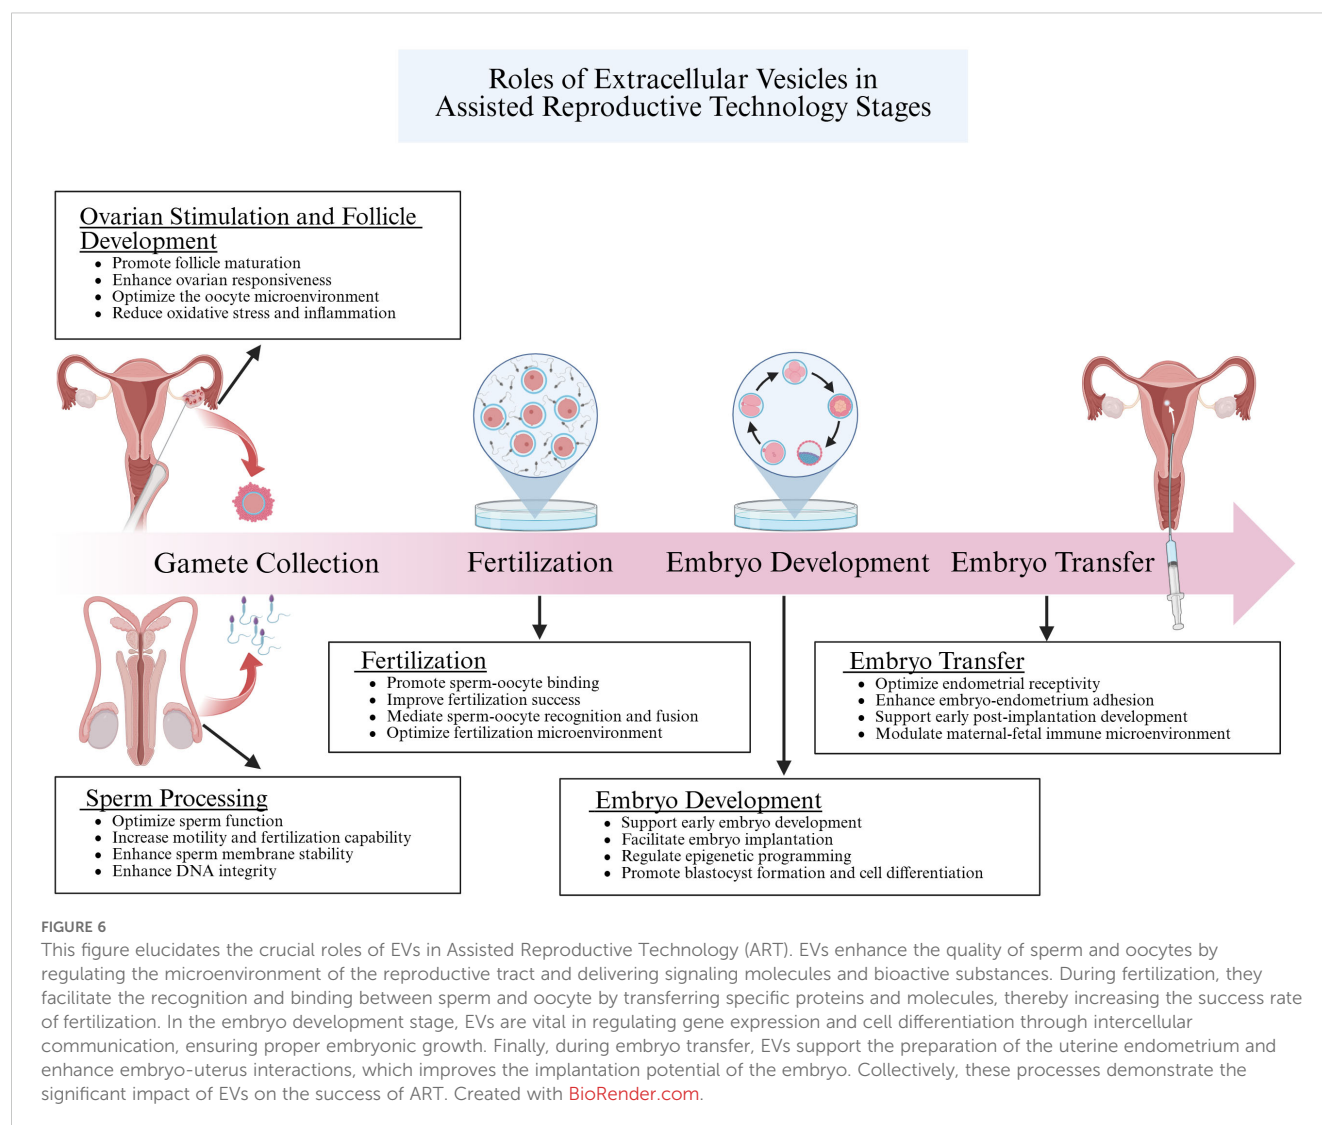 Roles of Extracellular Vesicles in
Assisted Reproductive Technology Stages
Ovarian Stimulation and Follicle
Development
• Promote follicle maturation
• Enhance ovarian responsiveness
• Optimize the oocyte microenvironment
• Reduce oxidative stress and inflammation
Gamete Collection
Fertilization
Embryo Development
Embryo Transfer
Fertilization
• Promote sperm-oocyte binding
• Improve fertilization success
• Mediate sperm-oocyte recognition and fusion
• Optimize fertilization microenvironment
Embryo Transfer
• Optimize endometrial receptivity
• Enhance embryo-endometrium adhesion
• Support early post-implantation development
• Modulate maternal-fetal immune microenvironment
Sperm Processing
• Optimize sperm function
• Increase motility and fertilization capability
• Enhance sperm membrane stability
• Enhance DNA integrity
Embryo Development
• Support early embryo development
• Facilitate embryo implantation
• Regulate epigenetic programming
• Promote blastocyst formation and cell differentiation
FIGURE 6
This figure elucidates the crucial roles of EVs in Assisted Reproductive Technology (ART). EVs enhance the quality of sperm and oocytes by
regulating the microenvironment of the reproductive tract and delivering signaling molecules and bioactive substances. During fertilization, they
facilitate the recognition and binding between sperm and oocyte by transferring specific proteins and molecules, thereby increasing the success rate
of fertilization. In the embryo development stage, EVs are vital in regulating gene expression and cell differentiation through intercellular
communication, ensuring proper embryonic growth. Finally, during embryo transfer, EVs support the preparation of the uterine endometrium and
enhance embryo-uterus interactions, which improves the implantation potential of the embryo. Collectively, these processes demonstrate the
significant impact of EVs on the success of ART. Created with BioRender.com.